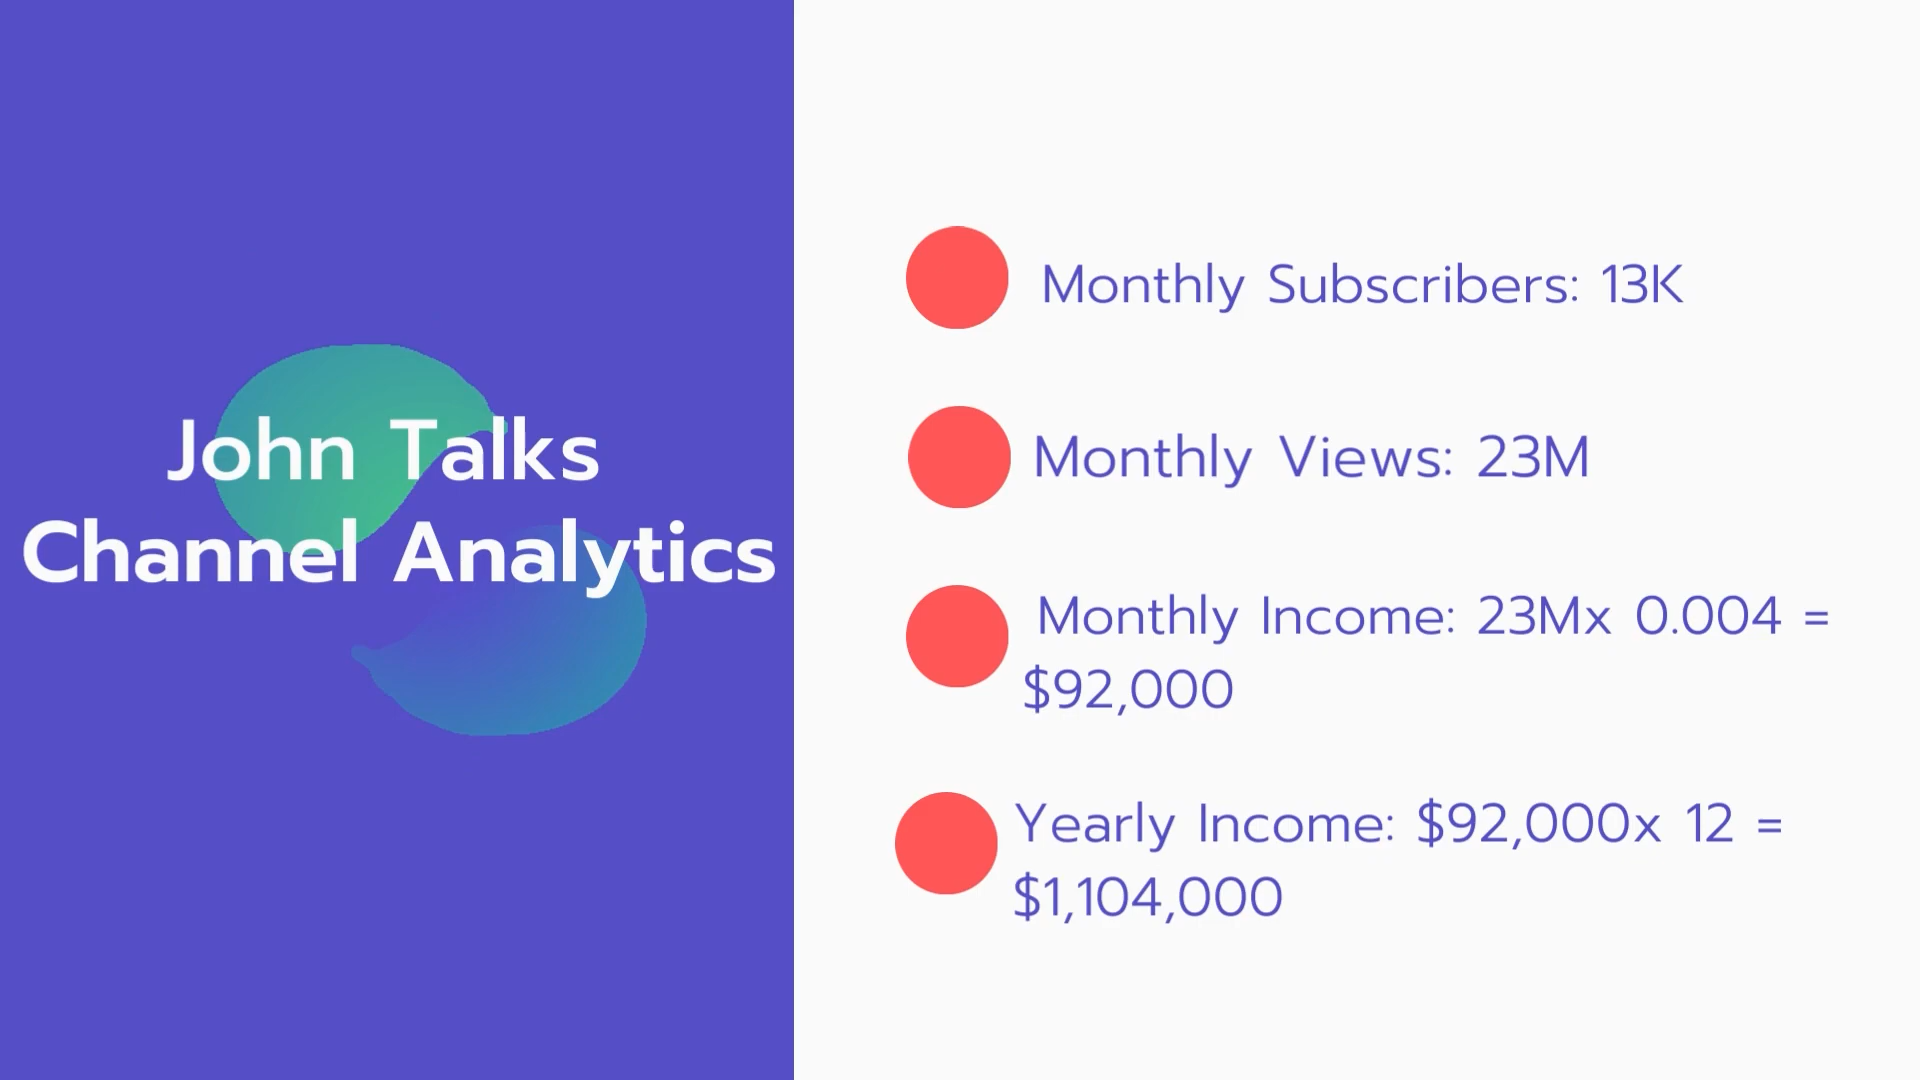 John Talks
Channel Analytics
Monthly Subscribers: 13K
Monthly Views: 23M
Monthly Income: 23Mx 0.004 =
$92,000
Yearly Income: $92,000x 12 =
$1,104,000